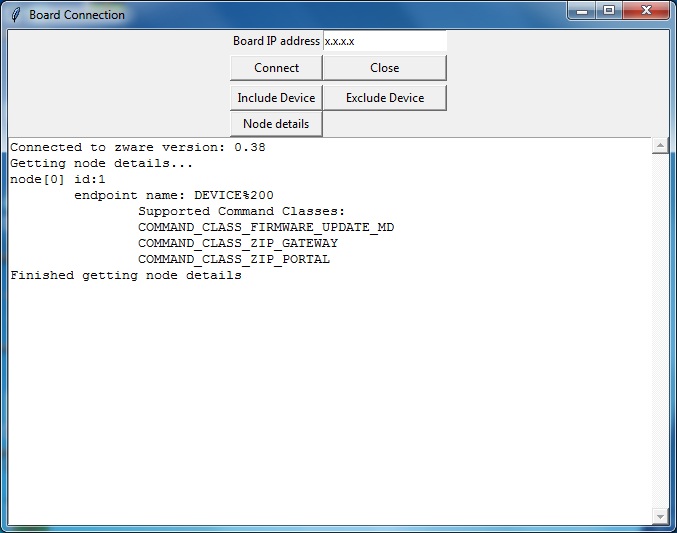 Board Connection
Board IP address x.x.x.x
Connect Close
Include Device Exclude Device
Node details
Connected to zware version: 0.38
Getting node details...
node[0] id:1
endpoint name: DEVICE%200
Supported Command Classes:
COMMAND_CLASS_FIRMWARE_UPDATE_MD
COMMAND_CLASS_ZIP_GATEWAY
COMMAND_CLASS_ZIP_PORTAL
Finished getting node details